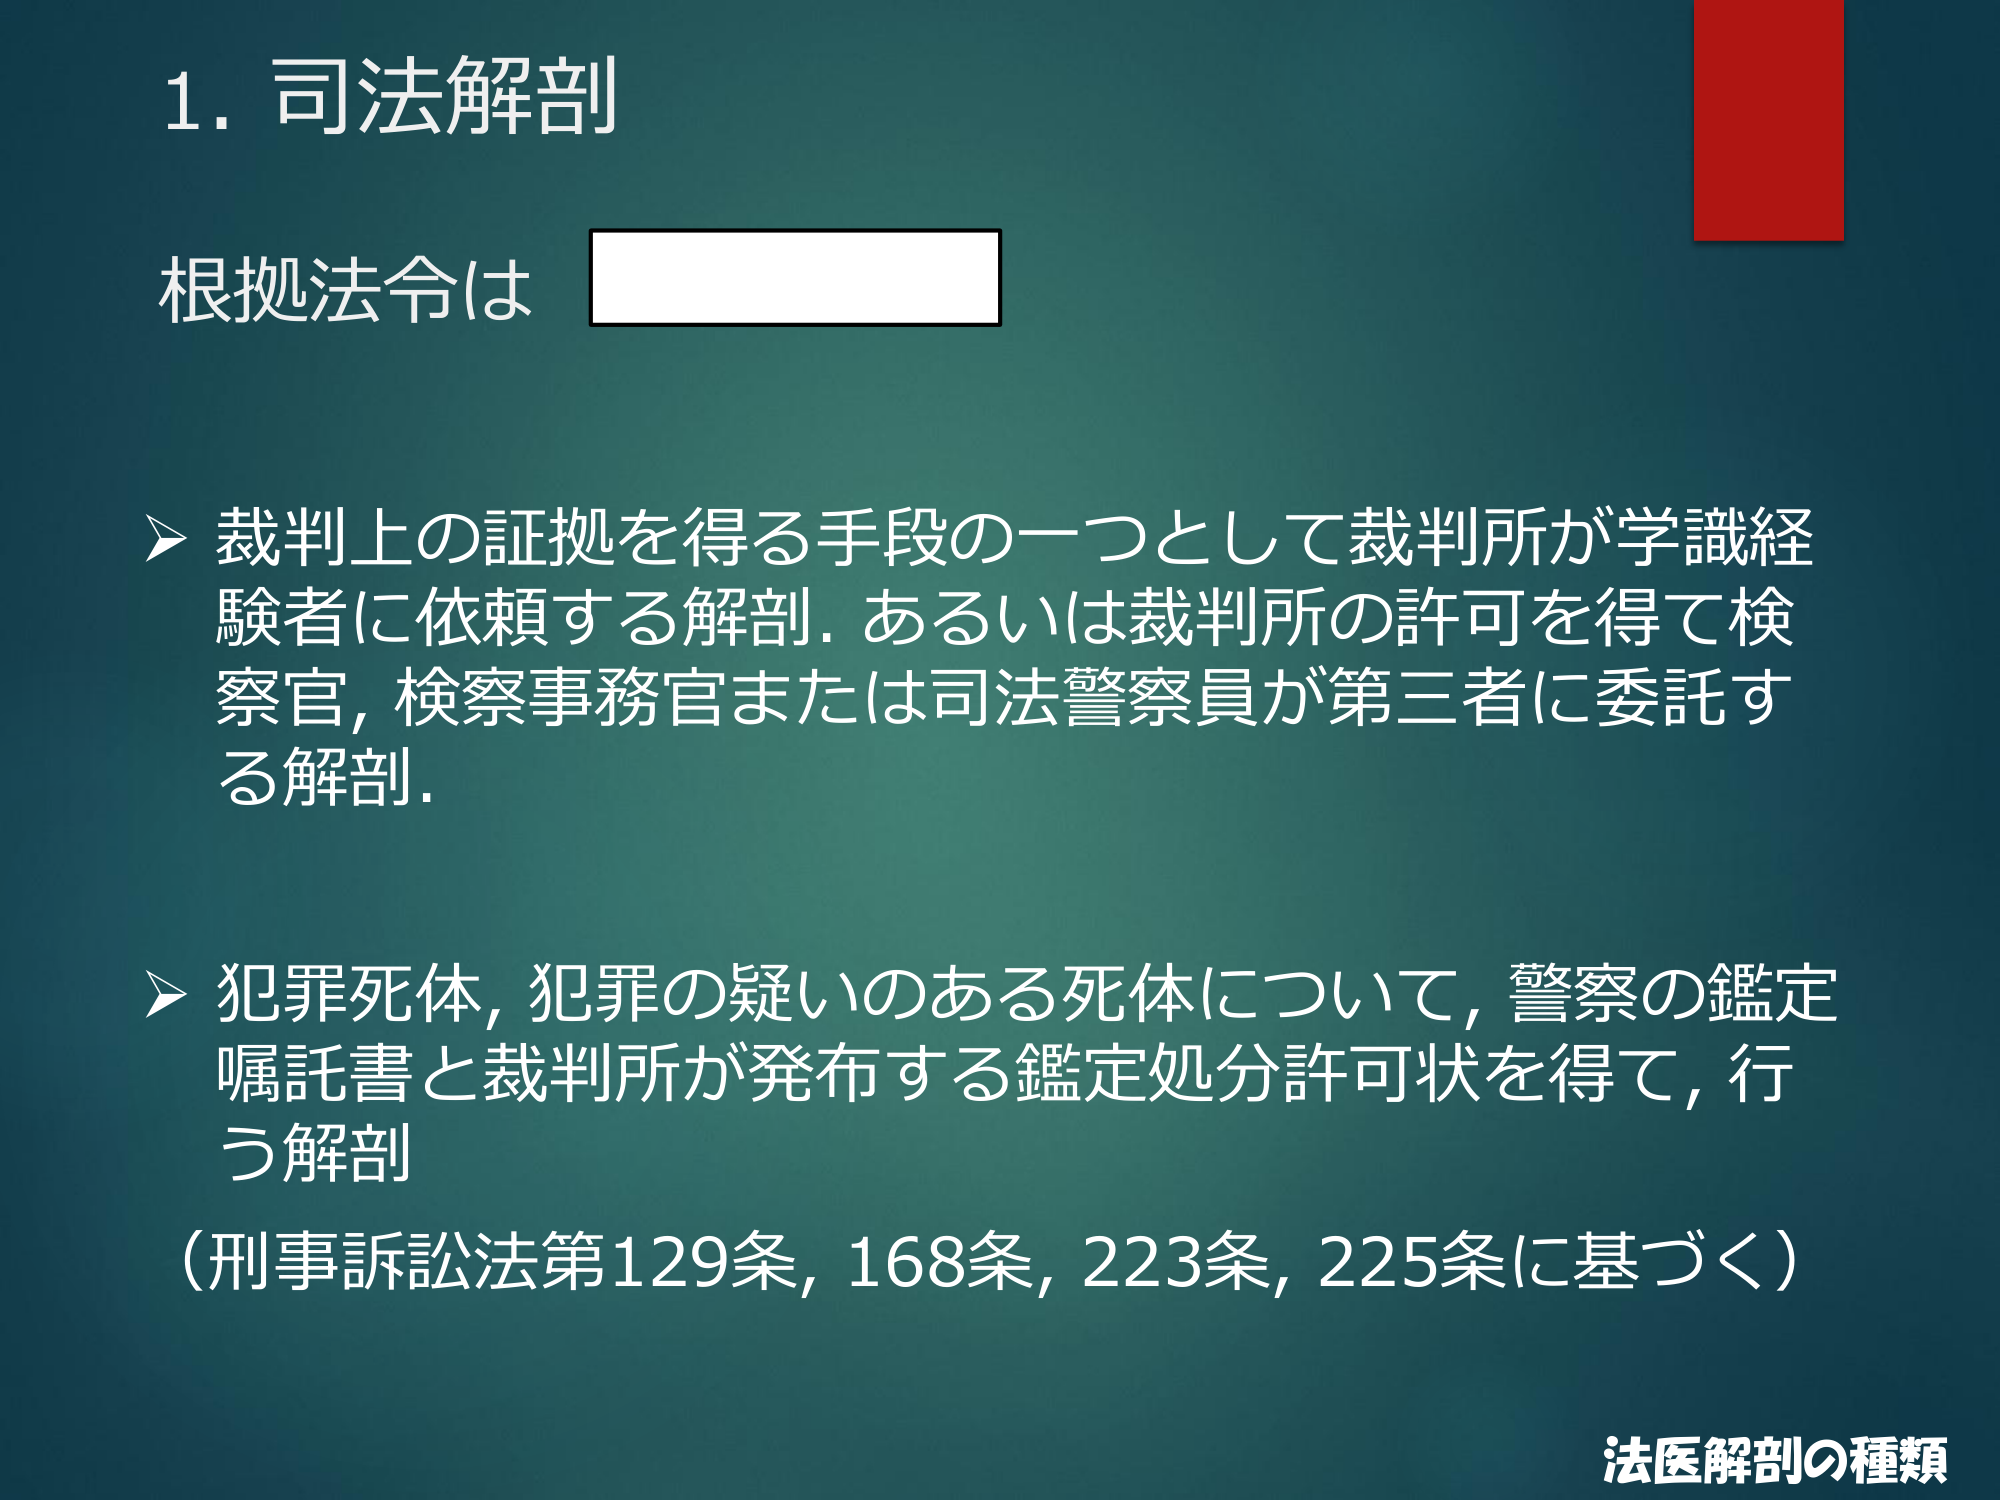 1. 司法解剖
根拠法令は
➢ 裁判上の証拠を得る手段の一つとして裁判所が学識経
験者に依頼する解剖. あるいは裁判所の許可を得て検
察官, 検察事務官または司法警察員が第三者に委託す
る解剖.
➢ 犯罪死体, 犯罪の疑いのある死体について, 警察の鑑定
嘱託書と裁判所が発布する鑑定処分許可状を得て, 行
う解剖
（刑事訴訟法第129条, 168条, 223条, 225条に基づく）
法医解剖の種類